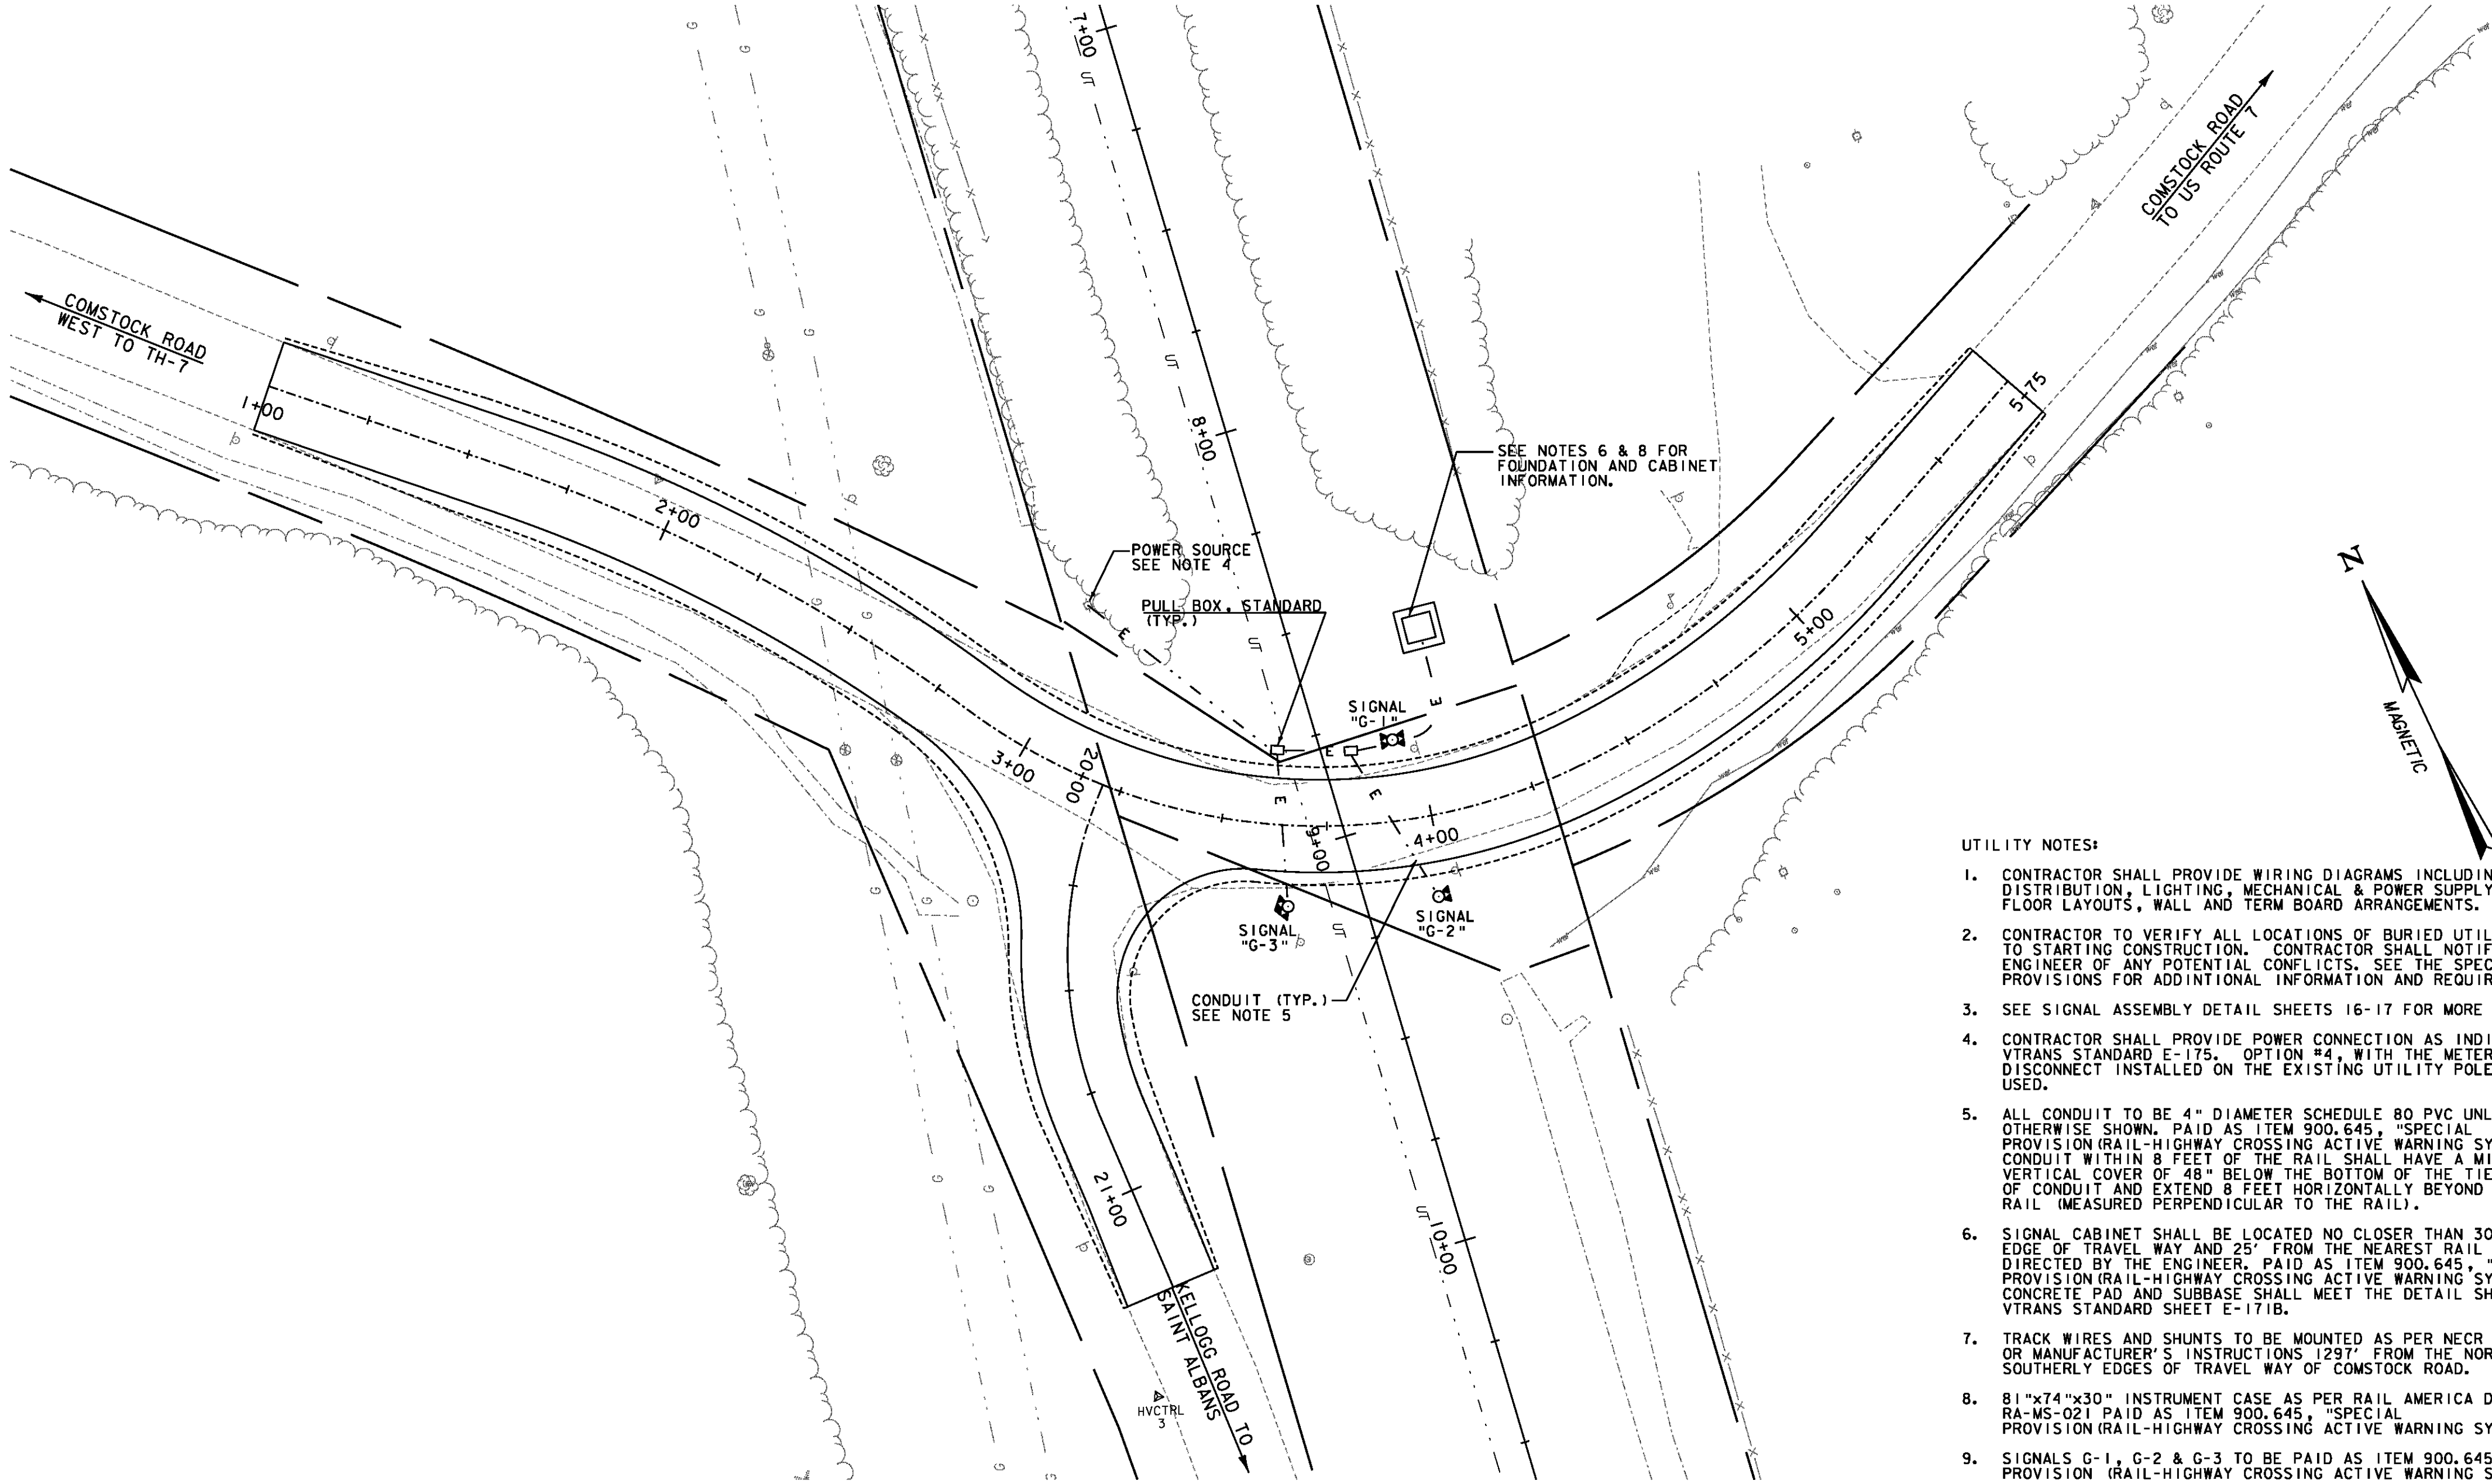 7+00
COMSTOCK ROAD
TO US ROUTE 7
COMSTOCK ROAD
WEST TO TH-7
1+00
2+00
8+00
5+75
SEE NOTES 6 & 8 FOR
FOUNDATION AND CABINET
INFORMATION.
POWER SOURCE
SEE NOTE 4
PULL BOX, STANDARD
(TYP.)
N
MAGNETIC
5+00
SIGNAL
"G-1"
3+00
20+00
9+00
4+00
SIGNAL
"G-3"
SIGNAL
"G-2"
CONDUIT (TYP.)
SEE NOTE 5
21+00
10+00
KELLOGG ROAD TO
SAINT ALBANS
HVCTRL
3
G
G
G
G
G
G
G
G
G
G
G
G
E
E
E
E
E
UTILITY NOTES:
1. CONTRACTOR SHALL PROVIDE WIRING DIAGRAMS INCLUDIN
DISTRIBUTION, LIGHTING, MECHANICAL & POWER SUPPLY
FLOOR LAYOUTS, WALL AND TERM BOARD ARRANGEMENTS.
2. CONTRACTOR TO VERIFY ALL LOCATIONS OF BURIED UTIL
TO STARTING CONSTRUCTION. CONTRACTOR SHALL NOTIF
ENGINEER OF ANY POTENTIAL CONFLICTS. SEE THE SPEC
PROVISIONS FOR ADDINTIONAL INFORMATION AND REQUIR
3. SEE SIGNAL ASSEMBLY DETAIL SHEETS 16-17 FOR MORE
4. CONTRACTOR SHALL PROVIDE POWER CONNECTION AS INDI
VTRANS STANDARD E-175. OPTION #4, WITH THE METER
DISCONNECT INSTALLED ON THE EXISTING UTILITY POLE
USED.
5. ALL CONDUIT TO BE 4" DIAMETER SCHEDULE 80 PVC UNL
OTHERWISE SHOWN. PAID AS ITEM 900.645, "SPECIAL
PROVISION(RAIL-HIGHWAY CROSSING ACTIVE WARNING SY
CONDUIT WITHIN 8 FEET OF THE RAIL SHALL HAVE A MI
VERTICAL COVER OF 48" BELOW THE BOTTOM OF THE TIE
OF CONDUIT AND EXTEND 8 FEET HORIZONTALLY BEYOND
RAIL (MEASURED PERPENDICULAR TO THE RAIL).
6. SIGNAL CABINET SHALL BE LOCATED NO CLOSER THAN 30
EDGE OF TRAVEL WAY AND 25' FROM THE NEAREST RAIL
DIRECTED BY THE ENGINEER. PAID AS ITEM 900.645, "
PROVISION(RAIL-HIGHWAY CROSSING ACTIVE WARNING SY
CONCRETE PAD AND SUBBASE SHALL MEET THE DETAIL SH
VTRANS STANDARD SHEET E-171B.
7. TRACK WIRES AND SHUNTS TO BE MOUNTED AS PER NECR
OR MANUFACTURER'S INSTRUCTIONS 1297' FROM THE NOR
SOUTHERLY EDGES OF TRAVEL WAY OF COMSTOCK ROAD.
8. 81"x74"x30" INSTRUMENT CASE AS PER RAIL AMERICA D
RA-MS-021 PAID AS ITEM 900.645, "SPECIAL
PROVISION(RAIL-HIGHWAY CROSSING ACTIVE WARNING SY
9. SIGNALS G-1, G-2 & G-3 TO BE PAID AS ITEM 900.645
PROVISION (RAIL-HIGHWAY CROSSING ACTIVE WARNING S